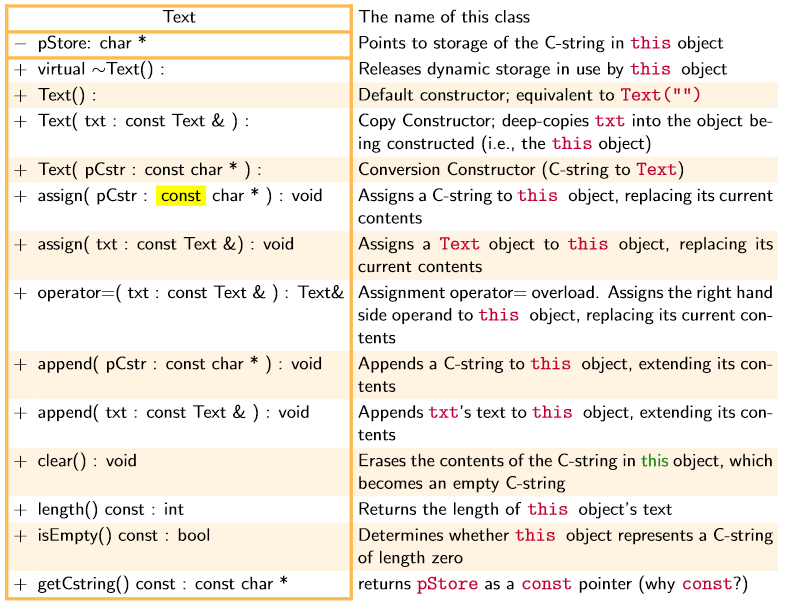 Text The name of this class
− pStore: char * Points to storage of the C-string in this object
+ virtual ~Text() : Releases dynamic storage in use by this object
+ Text() : Default constructor; equivalent to Text("")
+ Text( txt : const Text & ) : Copy Constructor; deep-copies txt into the object be-
ing constructed (i.e., the this object)
+ Text( pCstr : const char * ) : Conversion Constructor (C-string to Text)
+ assign( pCstr : const char * ) : void Assigns a C-string to this object, replacing its current
contents
+ assign( txt : const Text &) : void Assigns a Text object to this object, replacing its
current contents
+ operator=( txt : const Text & ) : Text& Assignment operator= overload. Assigns the right hand
side operand to this object, replacing its current con-
tents
+ append( pCstr : const char * ) : void Appends a C-string to this object, extending its con-
tents
+ append( txt : const Text & ) : void Appends txt's text to this object, extending its con-
tents
+ clear() : void Erases the contents of the C-string in this object, which
becomes an empty C-string
+ length() const : int Returns the length of this object's text
+ isEmpty() const : bool Determines whether this object represents a C-string
of length zero
+ getCstring() const : const char * returns pStore as a const pointer (why const?)